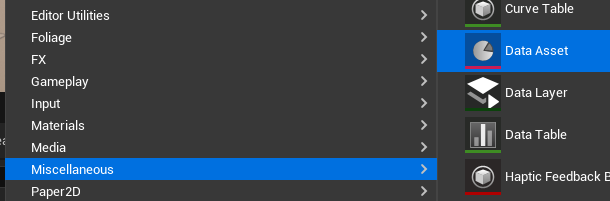 Editor Utilities
Foliage
FX
Gameplay
Input
Materials
Media
Miscellaneous
Paper2D
Curve Table
Data Asset
Data Layer
Data Table
Haptic Feedback